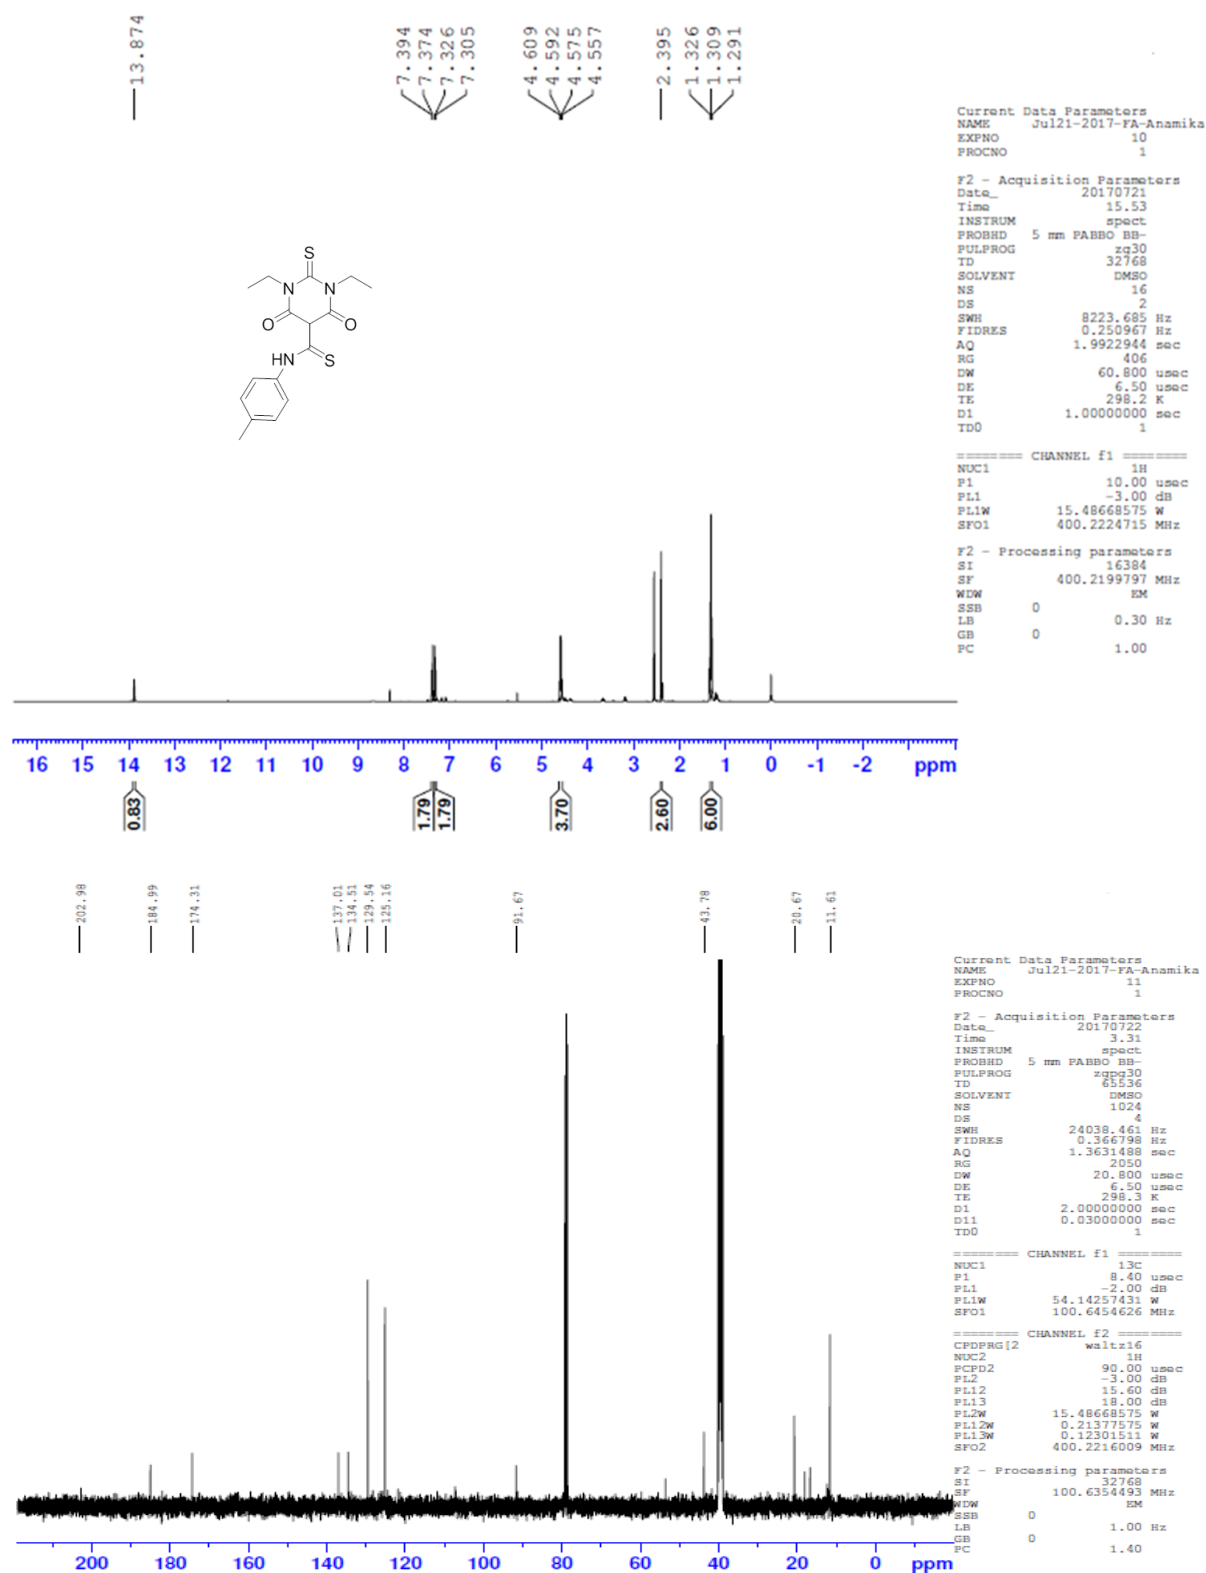 13.874
7.394
7.374
7.326
7.305
4.609
4.592
4.575
4.557
2.395
1.326
1.309
1.291
S
N N
O O
HN S
Current Data Parameters
NAME Jul21-2017-FA-Anamika
EXPNO 10
PROCNO 1
F2 - Acquisition Parameters
Date_ 20170721
Time 15.53
INSTRUM spect
PROBHD 5 mm PABBO BB-
PULPROG zg30
TD 32768
SOLVENT DMSO
NS 16
DS 2
SWH 8223.685 Hz
FIDRES 0.250967 Hz
AQ 1.9922944 sec
RG 406
DW 60.800 usec
DE 6.50 usec
TE 298.2 K
D1 1.00000000 sec
TD0 1
======== CHANNEL f1 ========
NUC1 1H
P1 10.00 usec
PL1 -3.00 dB
PL1W 15.48668575 W
SFO1 400.2224715 MHz
F2 - Processing parameters
SI 16384
SF 400.2199797 MHz
WDW EM
SSB 0
LB 0.30 Hz
GB 0
PC 1.00
16 15 14 13 12 11 10 9 8 7 6 5 4 3 2 1 0 -1 -2 ppm
0.83
1.79
1.79
3.70
2.60
6.00
202.98
184.99
174.31
137.01
134.51
129.54
125.16
91.67
43.78
20.67
11.61
Current Data Parameters
NAME Jul21-2017-FA-Anamika
EXPNO 11
PROCNO 1
F2 - Acquisition Parameters
Date_ 20170722
Time 3.31
INSTRUM spect
PROBHD 5 mm PABBO BB-
PULPROG zgpg30
TD 65536
SOLVENT DMSO
NS 1024
DS 4
SWH 24038.461 Hz
FIDRES 0.366798 Hz
AQ 1.3631488 sec
RG 2050
DW 20.800 usec
DE 6.50 usec
TE 298.3 K
D1 2.00000000 sec
D11 0.03000000 sec
TD0 1
======== CHANNEL f1 ========
NUC1 13C
P1 8.40 usec
PL1 -2.00 dB
PL1W 54.14257431 W
SFO1 100.6454626 MHz
======== CHANNEL f2 ========
CPDPRG[2 waltz16
NUC2 1H
PCPD2 90.00 usec
PL2 -3.00 dB
PL12 15.60 dB
PL13 18.00 dB
PL2W 15.48668575 W
PL12W 0.21377575 W
PL13W 0.12301511 W
SFO2 400.2216009 MHz
F2 - Processing parameters
SI 32768
SF 100.6354493 MHz
WDW EM
SSB 0
LB 1.00 Hz
GB 0
PC 1.40
200 180 160 140 120 100 80 60 40 20 0 ppm